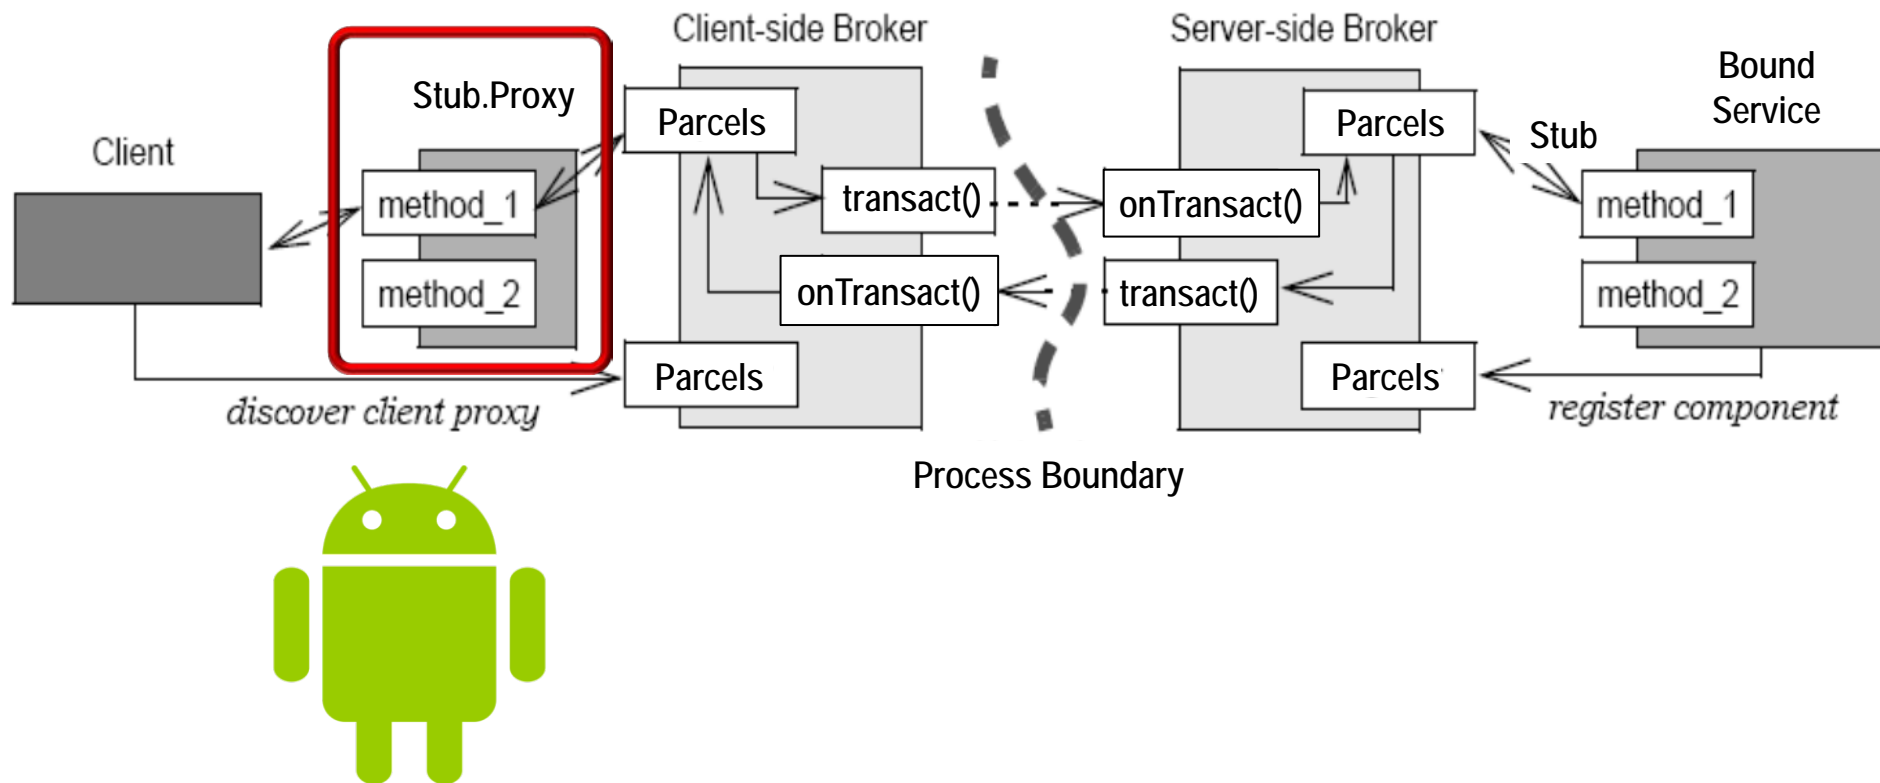 Client-side Broker
Server-side Broker
Bound
Service
Stub.Proxy
Parcels
Parcels
Stub
Client
method_1
transact()
onTransact()
method_1
method_2
onTransact()
transact()
method_2
Parcels
Parcels
discover client proxy
register component
Process Boundary